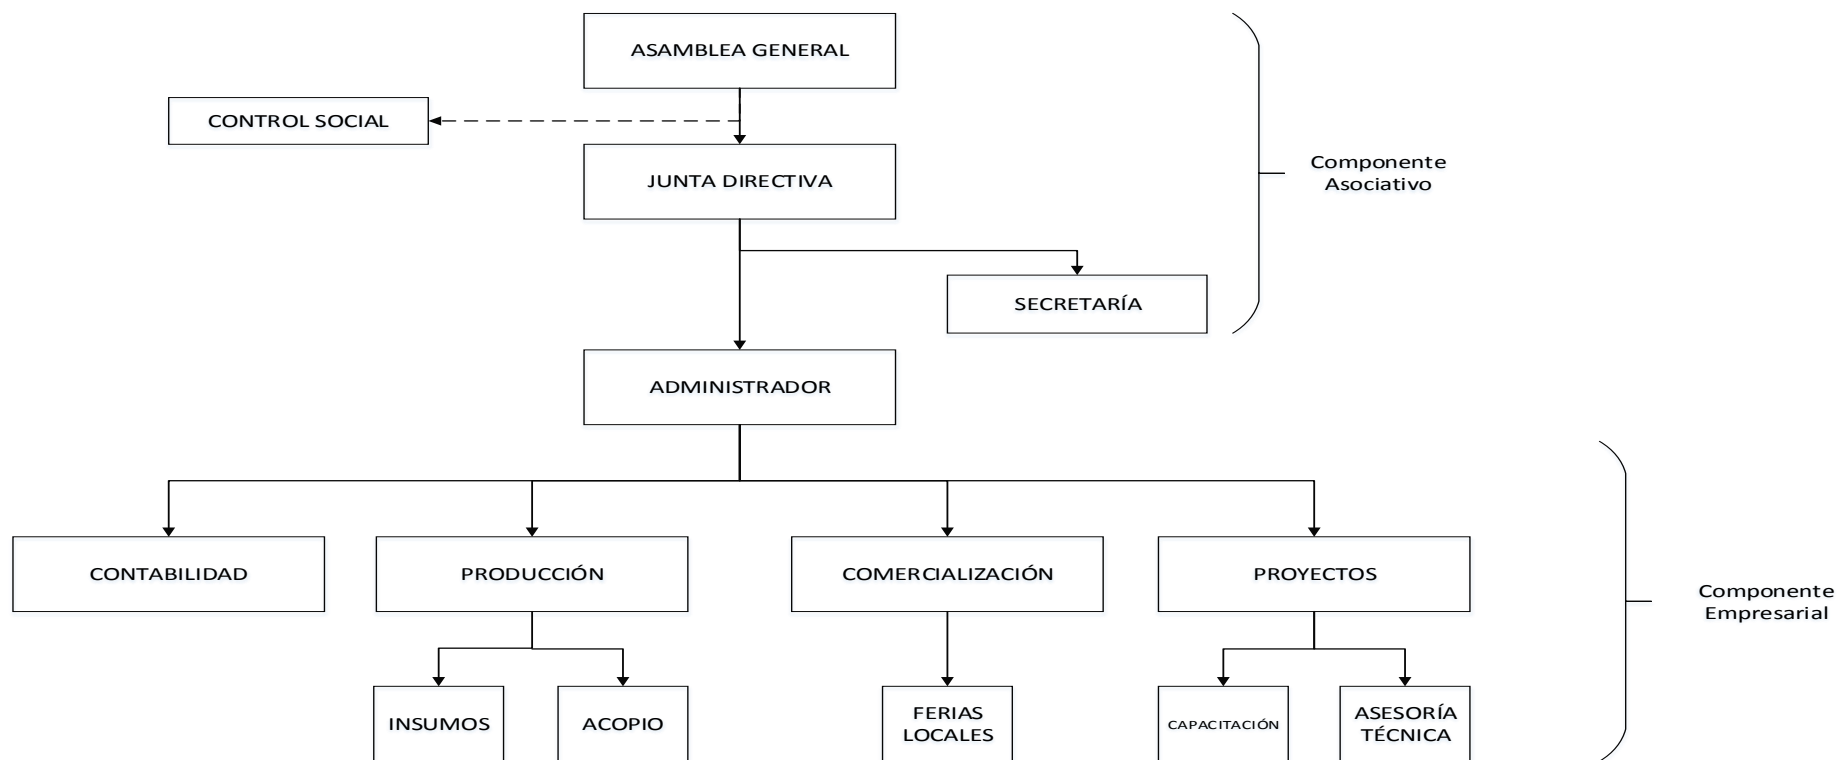 ASAMBLEA GENERAL
CONTROL SOCIAL
JUNTA DIRECTIVA
Componente
Asociativo
SECRETARÍA
ADMINISTRADOR
CONTABILIDAD
PRODUCCIÓN
COMERCIALIZACIÓN
PROYECTOS
Componente
Empresarial
INSUMOS
ACOPIO
FERIAS
LOCALES
CAPACITACIÓN
ASESORÍA
TÉCNICA